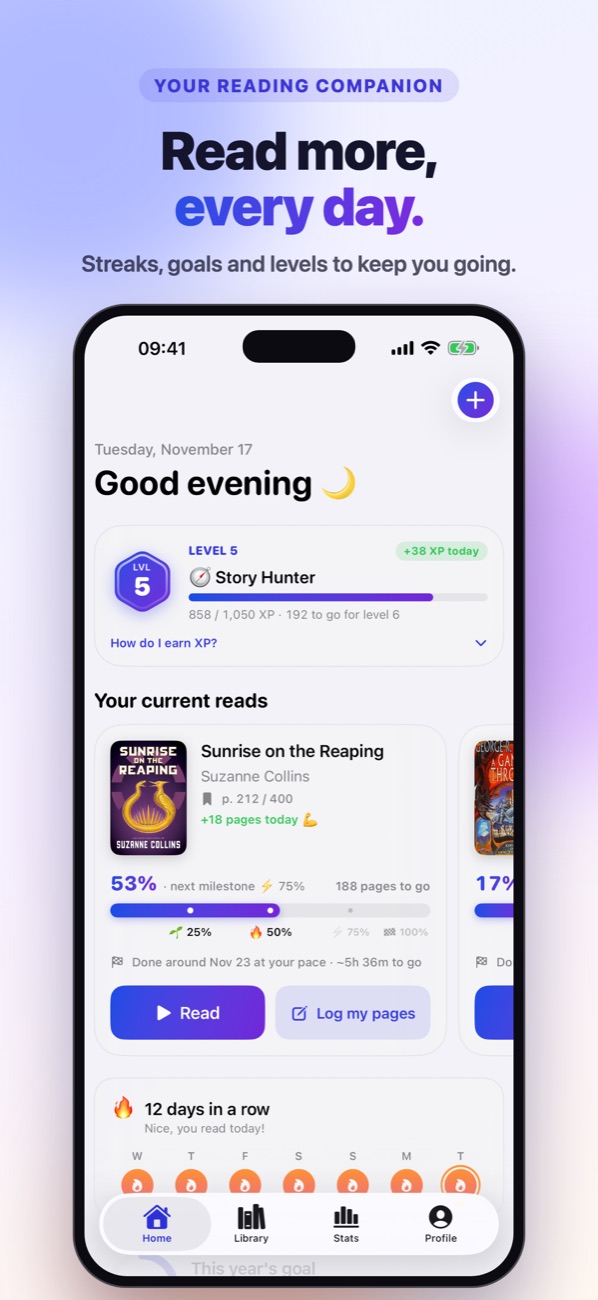 YOUR READING COMPANION
Read more,
every day.
Streaks, goals and levels to keep you going.
09:41
Tuesday, November 17
Good evening 🌙
LVL
5
LEVEL 5
+38 XP today
🧭 Story Hunter
858 / 1,050 XP · 192 to go for level 6
How do I earn XP?
Your current reads
SUNRISE
ON THE
REAPING
SUZANNE COLLINS
Sunrise on the Reaping
Suzanne Collins
p. 212 / 400
+18 pages today 💪
53% · next milestone ⚡ 75%
188 pages to go
🌱 25%
🔥 50%
⚡ 75%
🏁 100%
Done around Nov 23 at your pace · ~5h 36m to go
Read
Log my pages
GEORGE R.
A GAM
THRO
17%
Do
🔥 12 days in a row
Nice, you read today!
W T F S S M T
Home
Library
Stats
Profile
This year's goal